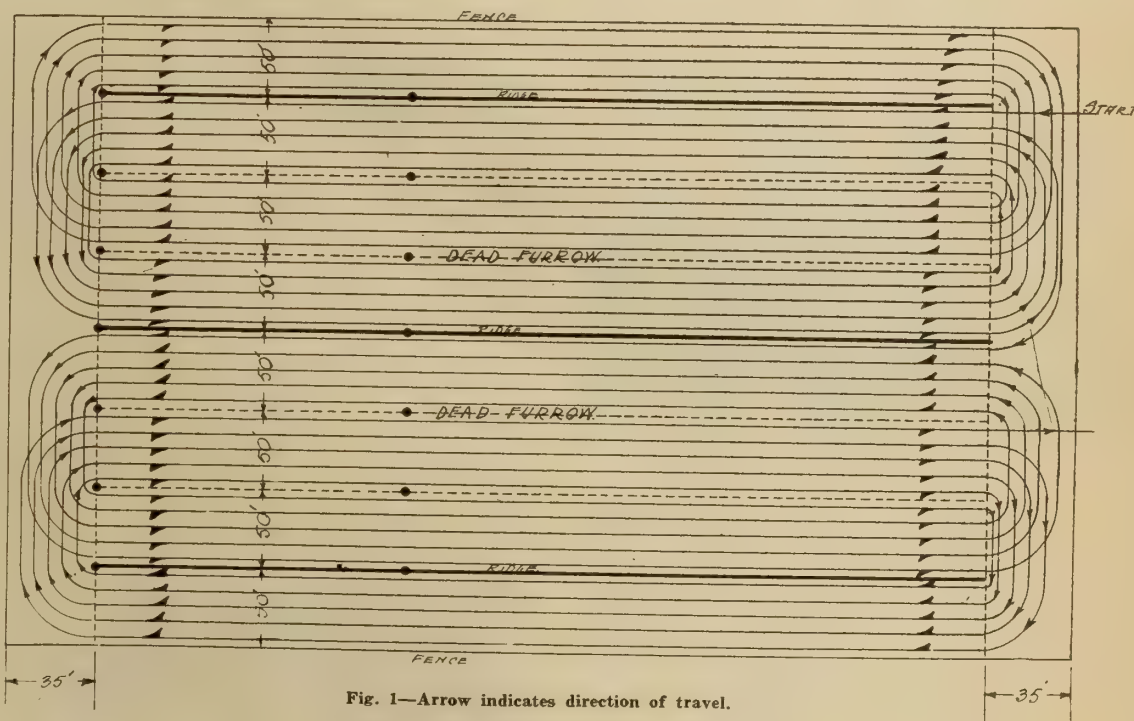 FENCE
50'
RIDGE
START
50'
50'
DEAD FURROW.
50'
RIDGE
50'
DEAD FURROW.
50'
50'
RIDGE.
50'
FENCE
35'
35'
Fig. 1—Arrow indicates direction of travel.